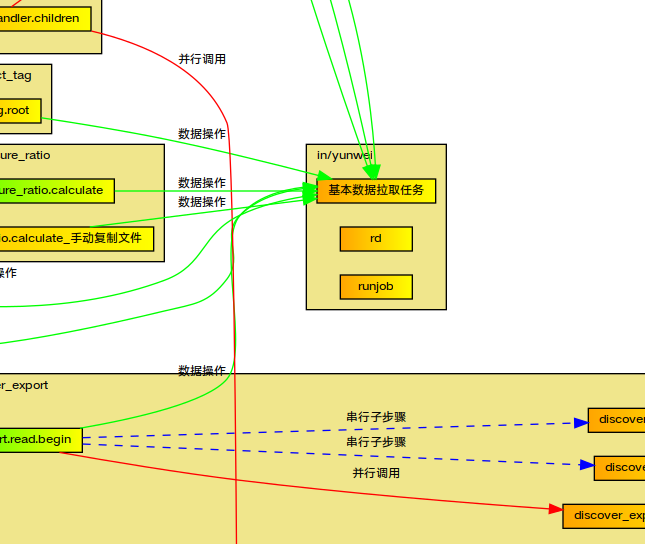 andler.children
并行调用
ct_tag
g.root
数据操作
ure_ratio
in/yunwei
ure_ratio.calculate
数据操作
基本数据拉取任务
数据操作
io.calculate_手动复制文件
rd
操作
runjob
数据操作
er_export
串行子步骤
discover
rt.read.begin
串行子步骤
discove
并行调用
discover_exp